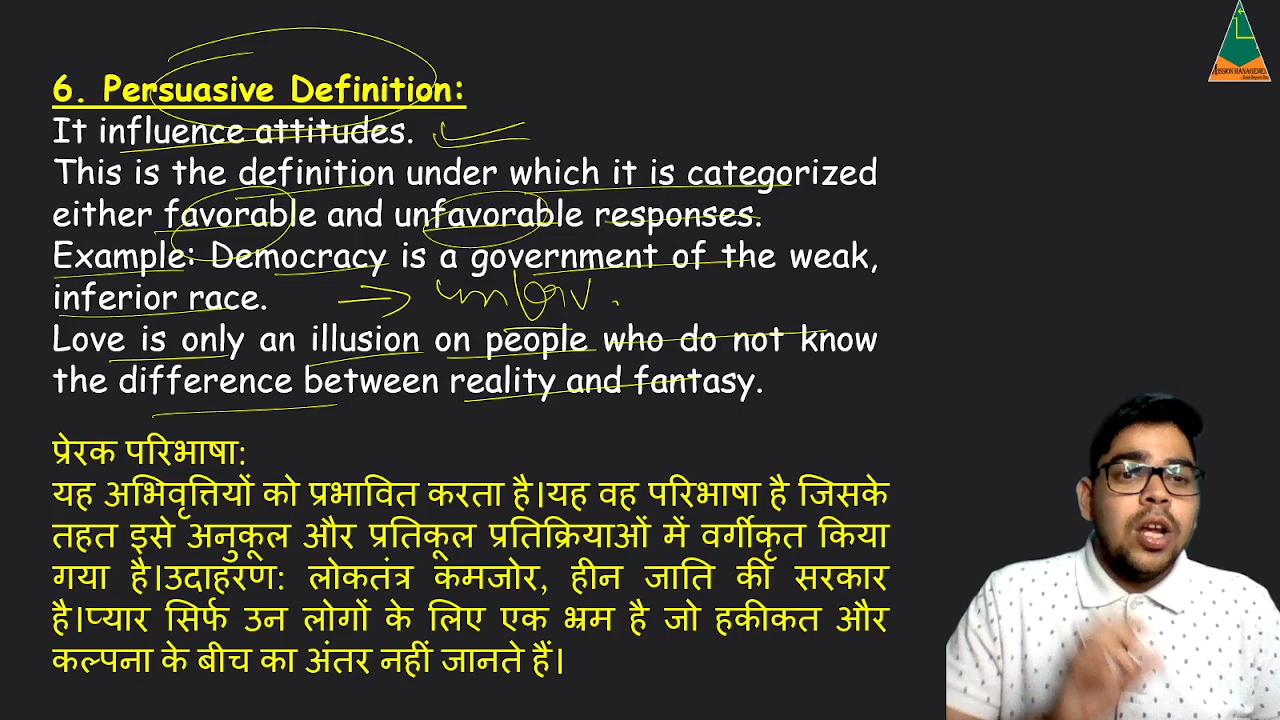 6. Persuasive Definition:
It influence attitudes.
This is the definition under which it is categorized
either favorable and unfavorable responses.
Example: Democracy is a government of the weak,
inferior race.
Love is only an illusion on people who do not know
the difference between reality and fantasy.
प्रेरक परिभाषा:
यह अभिवृत्तियों को प्रभावित करता है।यह वह परिभाषा है जिसके
तहत इसे अनुकूल और प्रतिकूल प्रतिक्रियाओं में वर्गीकृत किया
गया है।उदाहरण: लोकतंत्र कमजोर, हीन जाति की सरकार
है।प्यार सिर्फ उन लोगों के लिए एक भ्रम है जो हकीकत और
कल्पना के बीच का अंतर नहीं जानते हैं।